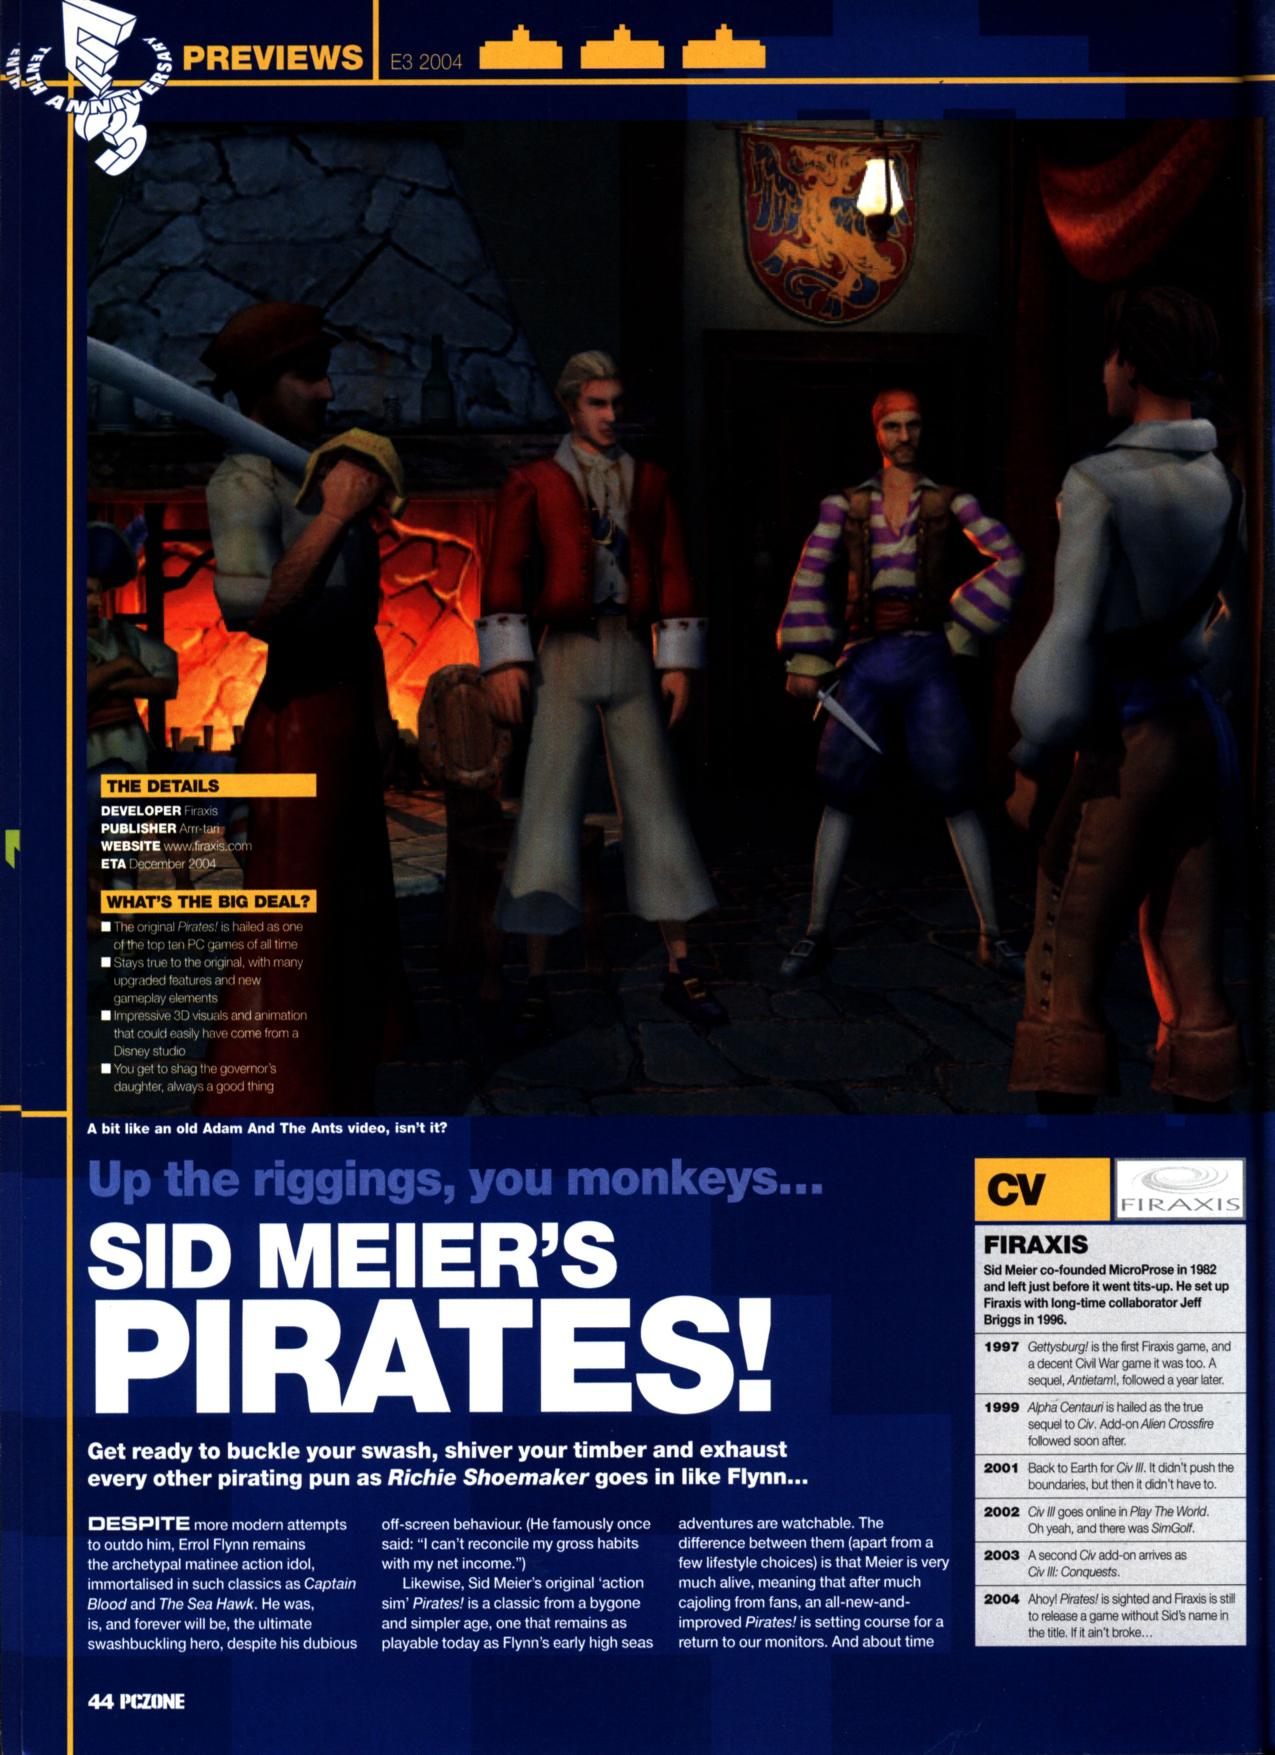 TENTH ANNIVERSARY
E3
PREVIEWS
E3 2004
THE DETAILS
DEVELOPER Firaxis
PUBLISHER Arrr-tari
WEBSITE www.firaxis.com
ETA December 2004
WHAT'S THE BIG DEAL?
■ The original Pirates! is hailed as one
of the top ten PC games of all time
■ Stays true to the original, with many
upgraded features and new
gameplay elements
■ Impressive 3D visuals and animation
that could easily have come from a
Disney studio
■ You get to shag the governor's
daughter, always a good thing
A bit like an old Adam And The Ants video, isn't it?
Up the riggings, you monkeys...
SID MEIER'S
PIRATES!
Get ready to buckle your swash, shiver your timber and exhaust
every other pirating pun as Richie Shoemaker goes in like Flynn...
DESPITE more modern attempts
to outdo him, Errol Flynn remains
the archetypal matinee action idol,
immortalised in such classics as Captain
Blood and The Sea Hawk. He was,
is, and forever will be, the ultimate
swashbuckling hero, despite his dubious
off-screen behaviour. (He famously once
said: “I can't reconcile my gross habits
with my net income.”)
Likewise, Sid Meier's original ‘action
sim’ Pirates! is a classic from a bygone
and simpler age, one that remains as
playable today as Flynn's early high seas
adventures are watchable. The
difference between them (apart from a
few lifestyle choices) is that Meier is very
much alive, meaning that after much
cajoling from fans, an all-new-and-
improved Pirates! is setting course for a
return to our monitors. And about time
CV
FIRAXIS
FIRAXIS
Sid Meier co-founded MicroProse in 1982
and left just before it went tits-up. He set up
Firaxis with long-time collaborator Jeff
Briggs in 1996.
1997 Gettysburg! is the first Firaxis game, and
a decent Civil War game it was too. A
sequel, Antietam!, followed a year later.
1999 Alpha Centauri is hailed as the true
sequel to Civ. Add-on Alien Crossfire
followed soon after.
2001 Back to Earth for Civ III. It didn't push the
boundaries, but then it didn't have to.
2002 Civ III goes online in Play The World.
Oh yeah, and there was SimGolf.
2003 A second Civ add-on arrives as
Civ III: Conquests.
2004 Ahoy! Pirates! is sighted and Firaxis is still
to release a game without Sid's name in
the title. If it ain't broke...
44 PCZONE